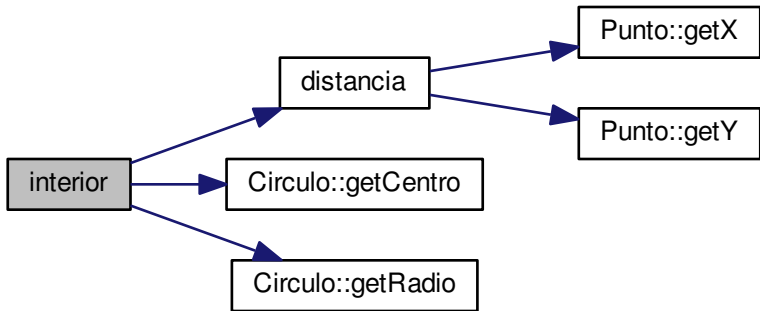 Punto::getX
distancia
Punto::getY
interior
Circulo::getCentro
Circulo::getRadio